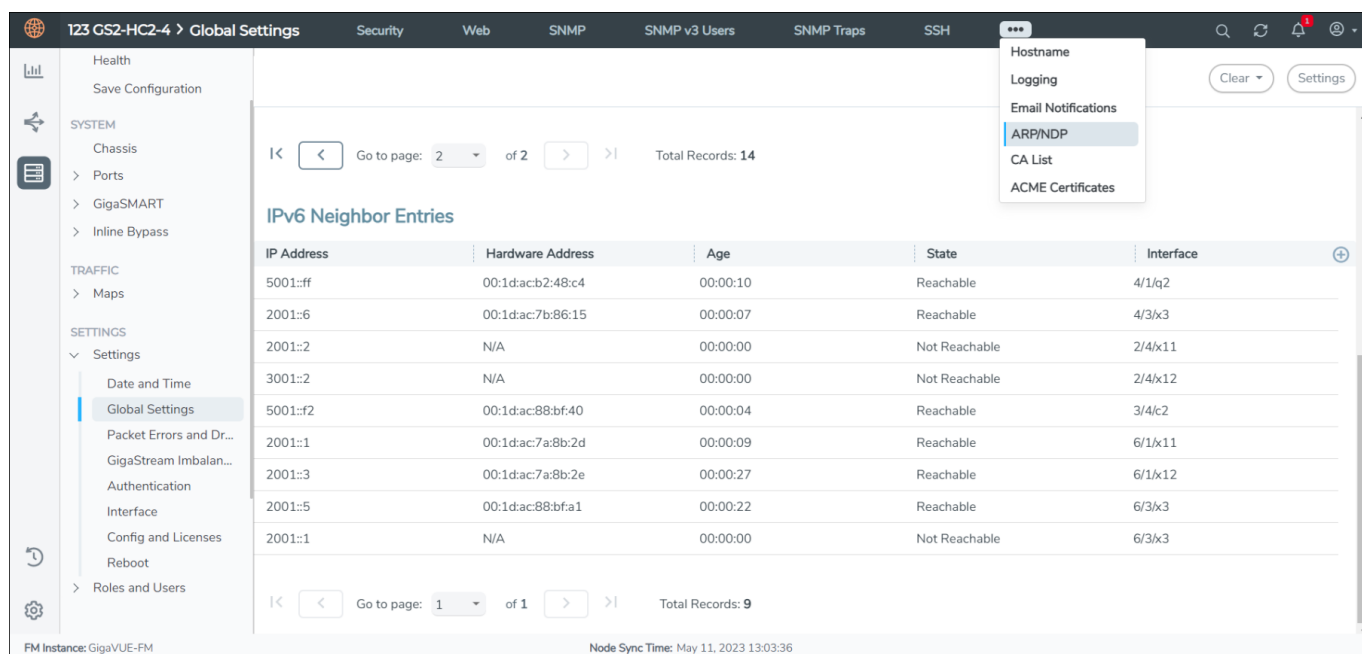 123 GS2-HC2-4 > Global Settings Security Web SNMP SNMP v3 Users SNMP Traps SSH ••• 1
Hostname
Logging
Email Notifications
ARP/NDP
CA List
ACME Certificates
Clear Settings
Health
Save Configuration
SYSTEM
Chassis
> Ports
> GigaSMART
> Inline Bypass
TRAFFIC
> Maps
SETTINGS
Settings
Date and Time
Global Settings
Packet Errors and Dr...
GigaStream Imbalan...
Authentication
Interface
Config and Licenses
Reboot
> Roles and Users
Go to page: 2 of 2 Total Records: 14
IPv6 Neighbor Entries
IP Address Hardware Address Age State Interface
5001::ff 00:1d:ac:b2:48:c4 00:00:10 Reachable 4/1/q2
2001::6 00:1d:ac:7b:86:15 00:00:07 Reachable 4/3/x3
2001::2 N/A 00:00:00 Not Reachable 2/4/x11
3001::2 N/A 00:00:00 Not Reachable 2/4/x12
5001::f2 00:1d:ac:88:bf:40 00:00:04 Reachable 3/4/c2
2001::1 00:1d:ac:7a:8b:2d 00:00:09 Reachable 6/1/x11
2001::3 00:1d:ac:7a:8b:2e 00:00:27 Reachable 6/1/x12
2001::5 00:1d:ac:88:bf:a1 00:00:22 Reachable 6/3/x3
2001::1 N/A 00:00:00 Not Reachable 6/3/x3
Go to page: 1 of 1 Total Records: 9
FM Instance: GigaVUE-FM Node Sync Time: May 11, 2023 13:03:36